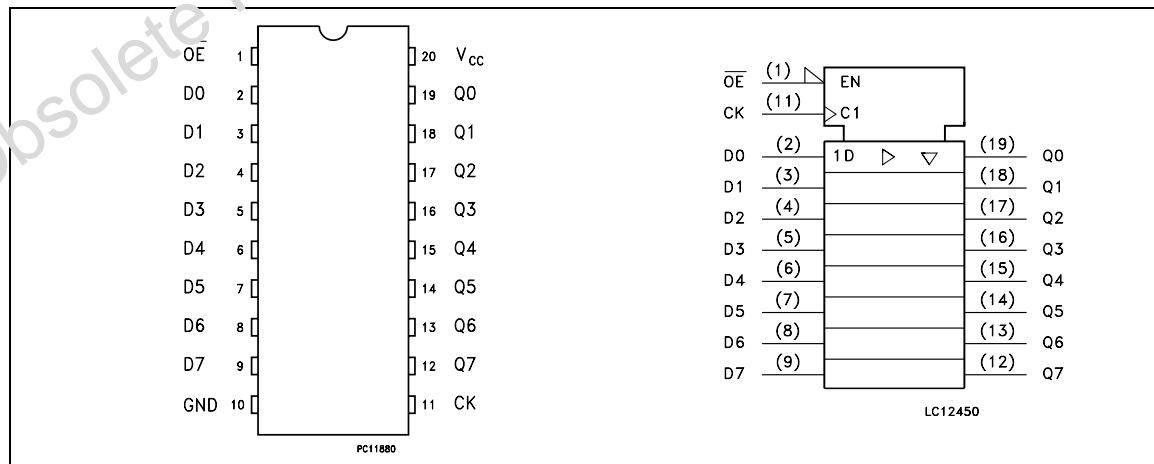 Obsolete
OE 1 20 VCC
D0 2 19 Q0
D1 3 18 Q1
D2 4 17 Q2
D3 5 16 Q3
D4 6 15 Q4
D5 7 14 Q5
D6 8 13 Q6
D7 9 12 Q7
GND 10 11 CK
PC11880
OE (1) EN
CK (11) C1
D0 (2) 1D (19) Q0
D1 (3) (18) Q1
D2 (4) (17) Q2
D3 (5) (16) Q3
D4 (6) (15) Q4
D5 (7) (14) Q5
D6 (8) (13) Q6
D7 (9) (12) Q7
LC12450